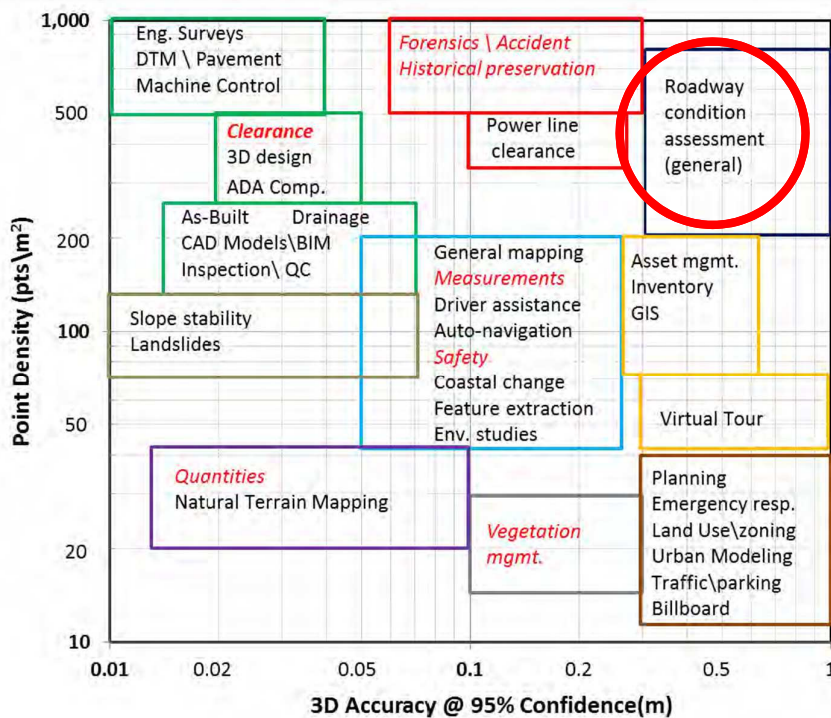 1,000
500
200
100
50
20
10
Point Density (pts\m²)
Eng. Surveys
DTM \ Pavement
Machine Control
Forensics \ Accident
Historical preservation
Roadway
condition
assessment
(general)
Clearance
3D design
ADA Comp.
Power line
clearance
As-Built Drainage
CAD Models\BIM
Inspection\ QC
General mapping
Measurements
Driver assistance
Auto-navigation
Safety
Coastal change
Feature extraction
Env. studies
Asset mgmt.
Inventory
GIS
Slope stability
Landslides
Virtual Tour
Quantities
Natural Terrain Mapping
Vegetation
mgmt.
Planning
Emergency resp.
Land Use\zoning
Urban Modeling
Traffic\parking
Billboard
0.01 0.02 0.05 0.1 0.2 0.5 1
3D Accuracy @ 95% Confidence(m)